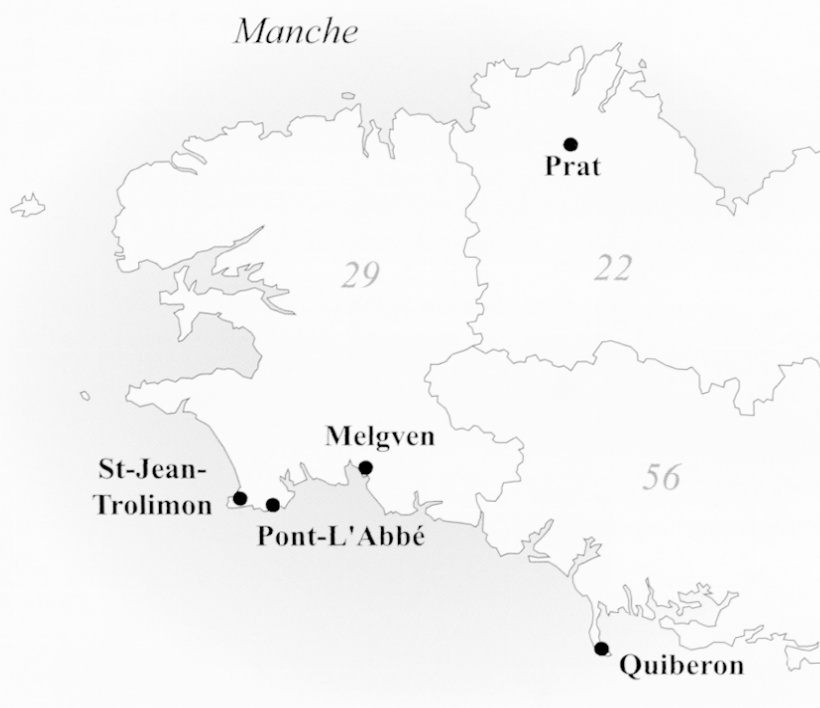 Manche
Prat
29
22
Melgven
St-Jean-
Trolimon
56
Pont-L'Abbé
Quiberon